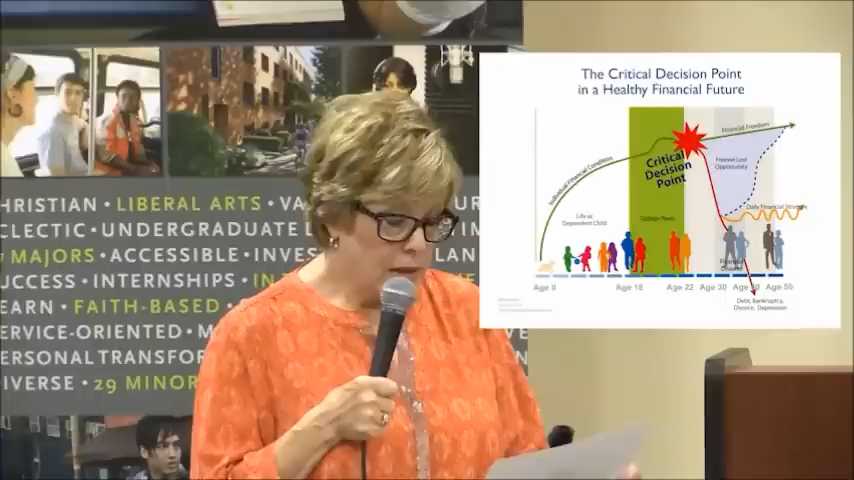 HRISTIAN • LIBERAL ARTS • VA
CLECTIC • UNDERGRADUATE
MAJORS • ACCESSIBLE • INVES
UCCESS • INTERNSHIPS • IN
EARN • FAITH-BASED •
ERVICE-ORIENTED • M
ERSONAL TRANSFOR
IVERSE • 29 MINOR
The Critical Decision Point
in a Healthy Financial Future
Financial Freedom
Individual Financial Condition
Critical
Decision
Point
Forever Lost
Opportunity
Life as
Dependent Child
College Years
Daily Financial Struggle
Financial
Disaster
Age 0
Age 18
Age 22
Age 30
Age 40
Age 50
Debt, Bankruptcy,
Divorce, Depression